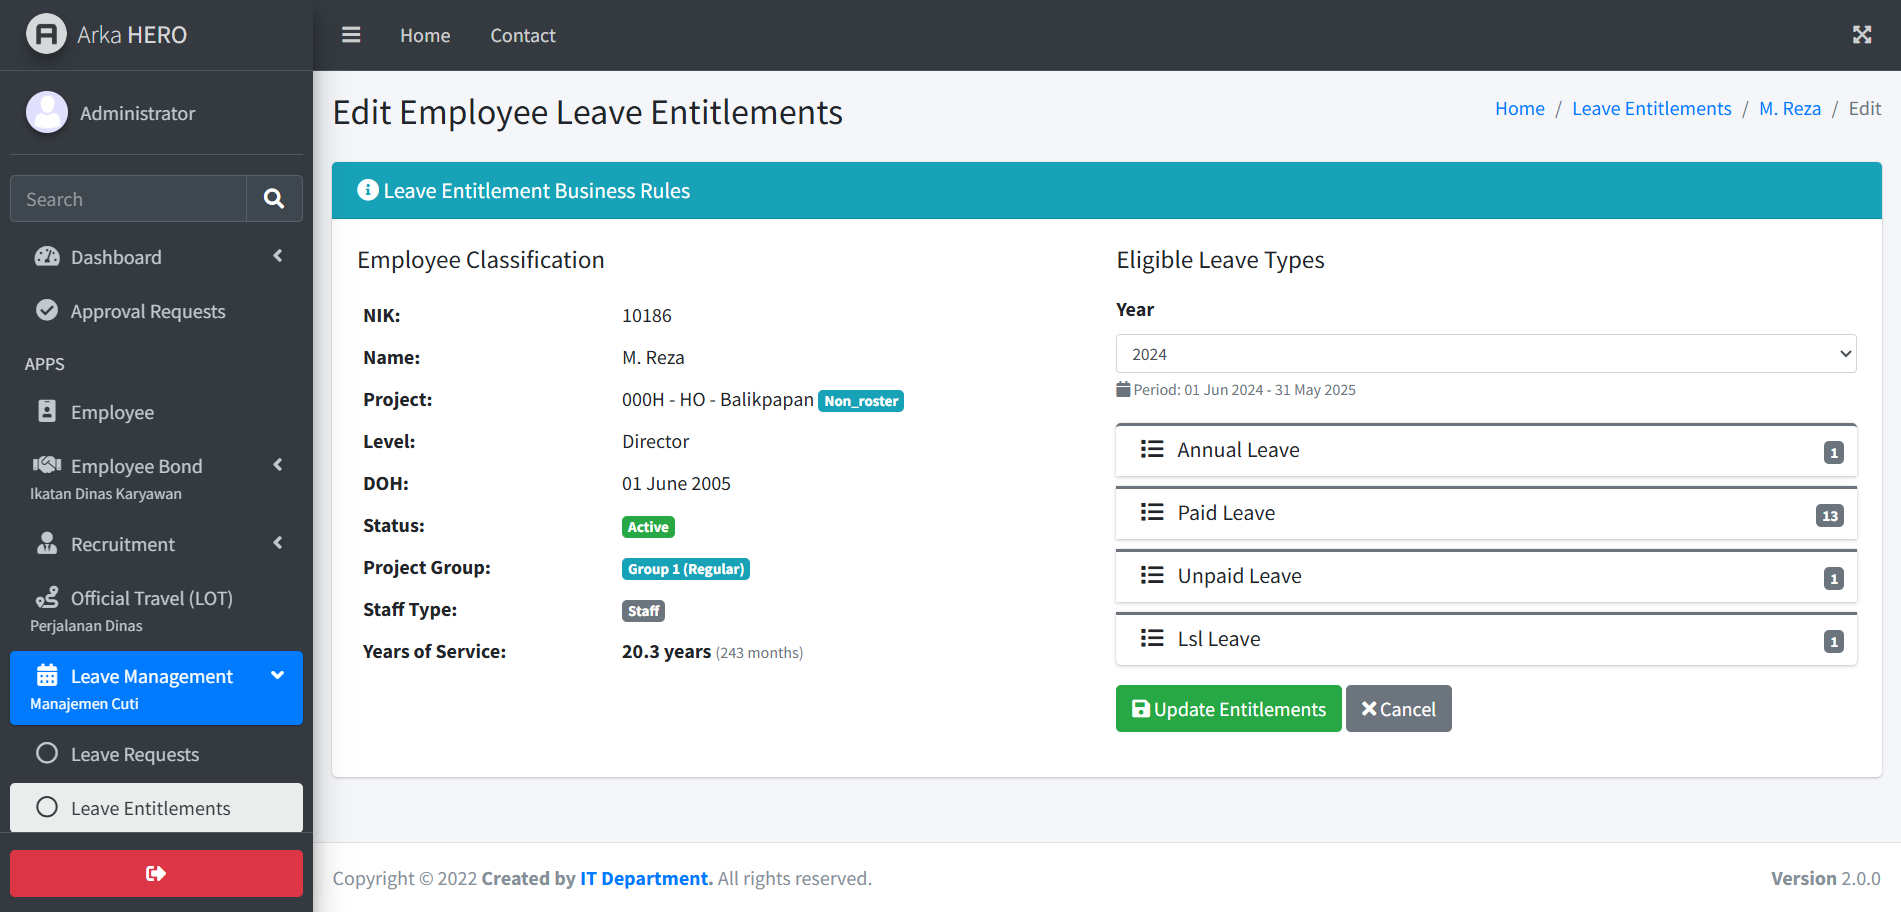 Arka HERO
Home
Contact
Administrator
Search
Dashboard
Approval Requests
APPS
Employee
Employee Bond
Ikatan Dinas Karyawan
Recruitment
Official Travel (LOT)
Perjalanan Dinas
Leave Management
Manajemen Cuti
Leave Requests
Leave Entitlements
Edit Employee Leave Entitlements
Home / Leave Entitlements / M. Reza / Edit
Leave Entitlement Business Rules
Employee Classification
NIK: 10186
Name: M. Reza
Project: 000H - HO - Balikpapan Non_roster
Level: Director
DOH: 01 June 2005
Status: Active
Project Group: Group 1 (Regular)
Staff Type: Staff
Years of Service: 20.3 years (243 months)
Eligible Leave Types
Year
2024
Period: 01 Jun 2024 - 31 May 2025
Annual Leave 1
Paid Leave 13
Unpaid Leave 1
Lsl Leave 1
Update Entitlements
Cancel
Copyright © 2022 Created by IT Department. All rights reserved.
Version 2.0.0